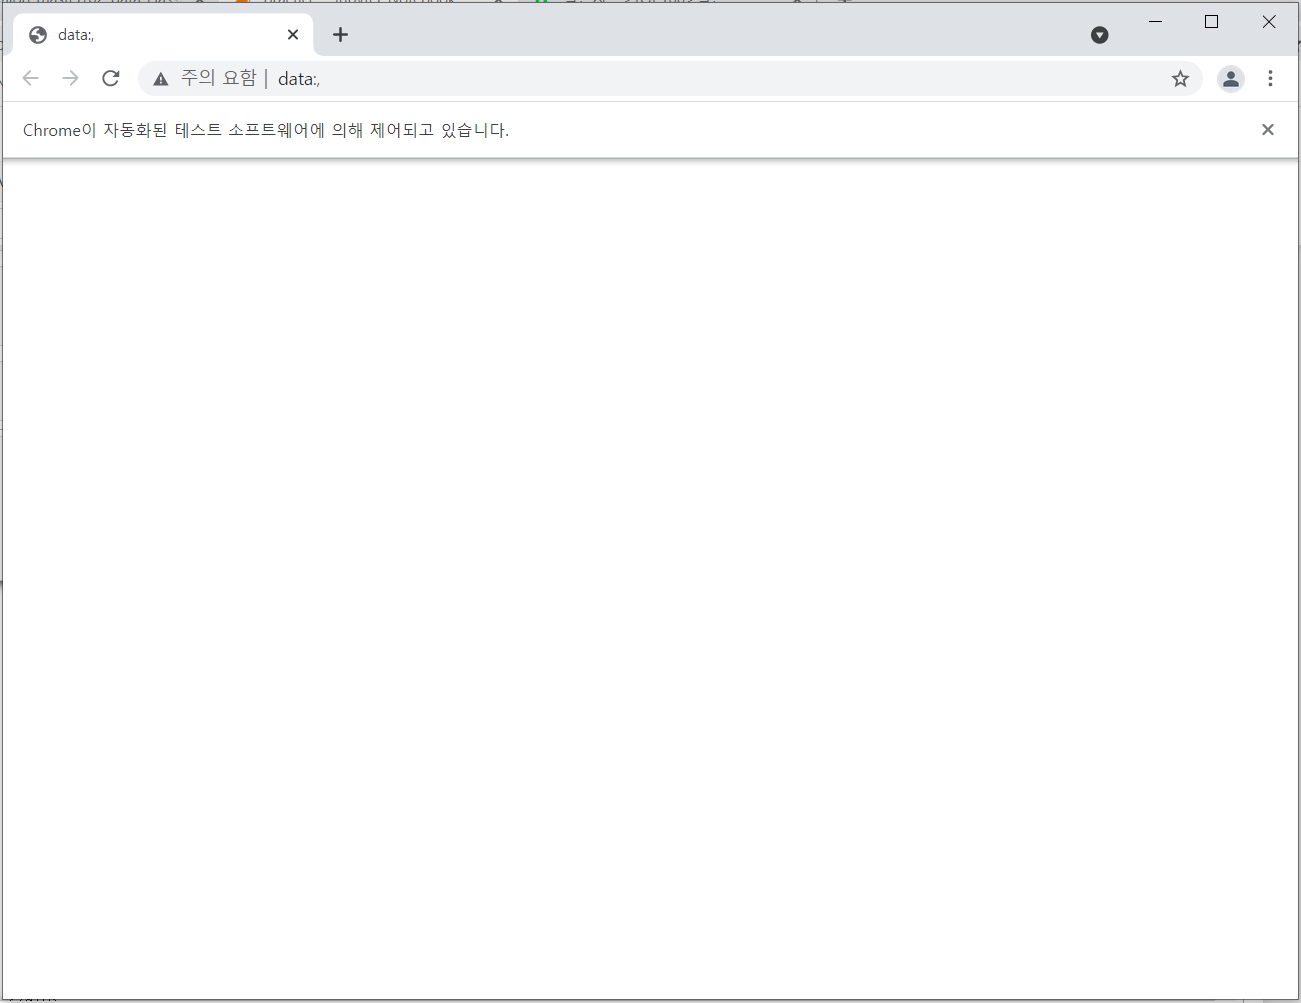 data:,
주의 요함 | data:,
Chrome이 자동화된 테스트 소프트웨어에 의해 제어되고 있습니다.